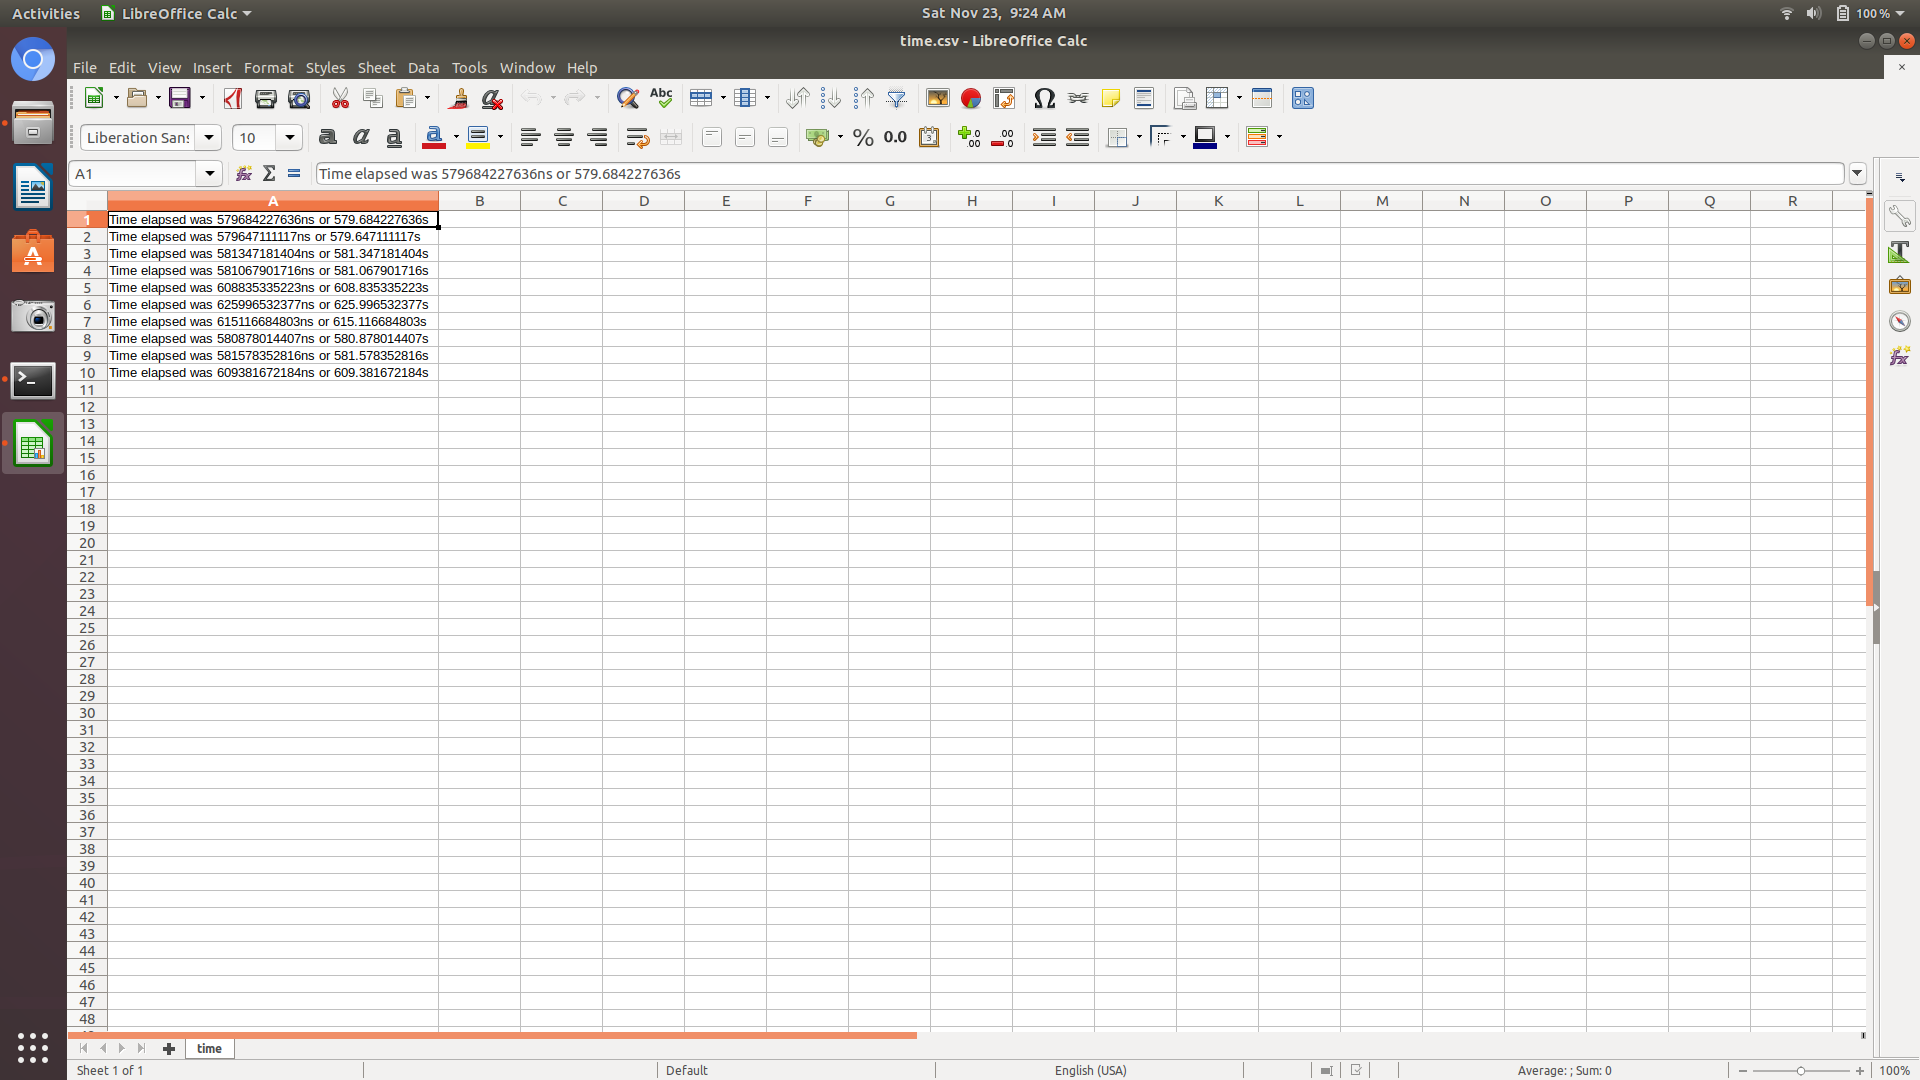 Activities LibreOffice Calc Sat Nov 23, 9:24 AM 100 %
time.csv - LibreOffice Calc
File Edit View Insert Format Styles Sheet Data Tools Window Help
Liberation Sans 10
A1 Time elapsed was 579684227636ns or 579.684227636s
A B C D E F G H I J K L M N O P Q R
1 Time elapsed was 579684227636ns or 579.684227636s
2 Time elapsed was 579647111117ns or 579.647111117s
3 Time elapsed was 581347181404ns or 581.347181404s
4 Time elapsed was 581067901716ns or 581.067901716s
5 Time elapsed was 608835335223ns or 608.835335223s
6 Time elapsed was 625996532377ns or 625.996532377s
7 Time elapsed was 615116684803ns or 615.116684803s
8 Time elapsed was 580878014407ns or 580.878014407s
9 Time elapsed was 581578352816ns or 581.578352816s
10 Time elapsed was 609381672184ns or 609.381672184s
11
12
13
14
15
16
17
18
19
20
21
22
23
24
25
26
27
28
29
30
31
32
33
34
35
36
37
38
39
40
41
42
43
44
45
46
47
48
time
Sheet 1 of 1 Default English (USA) Average: ; Sum: 0 100%